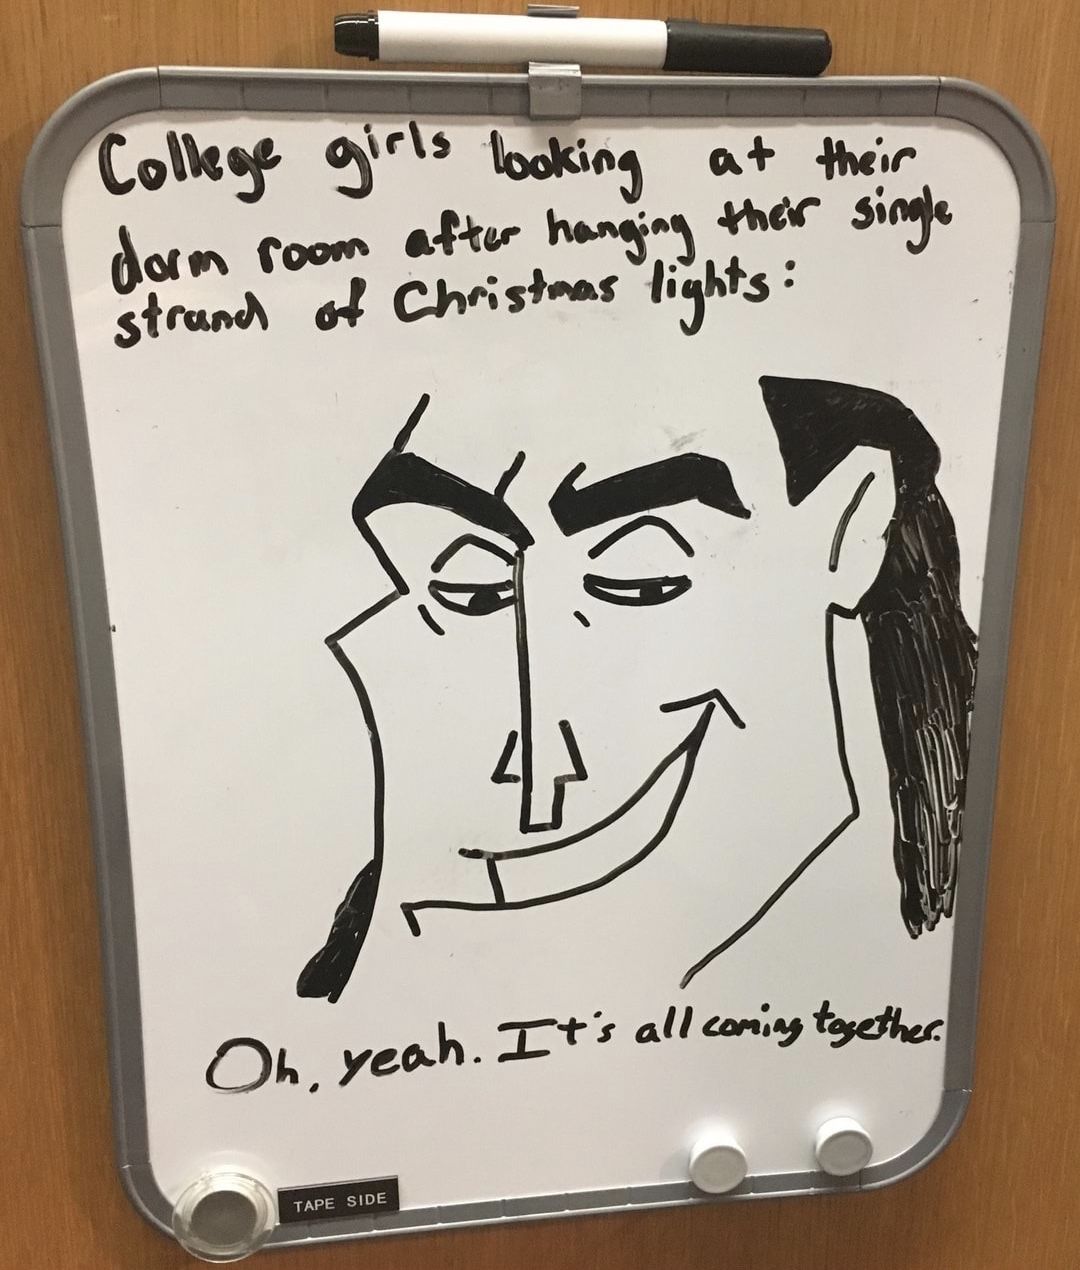 College girls looking at their
dorm room after hanging their single
strand of Christmas lights:
Oh, yeah. It's all coming together.
TAPE SIDE